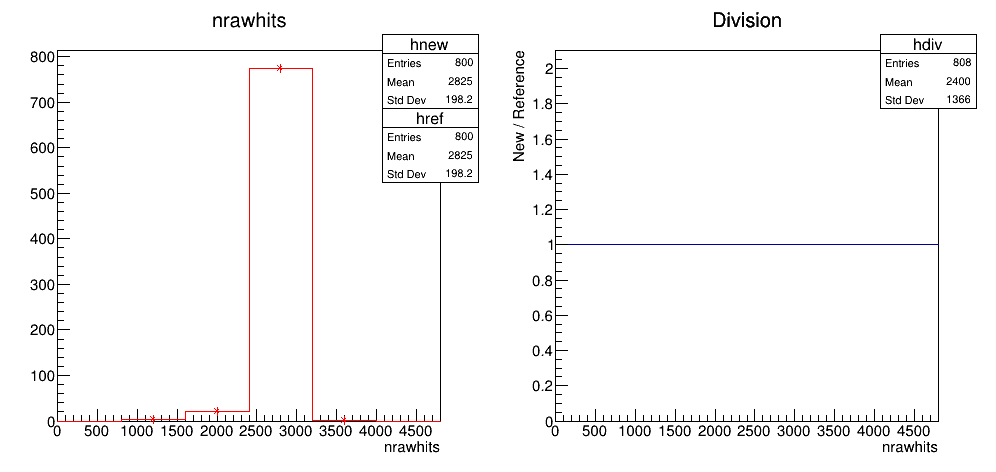 nrawhits
hnew
Entries 800
Mean 2825
Std Dev 198.2
href
Entries 800
Mean 2825
Std Dev 198.2
800
700
600
500
400
300
200
100
0
0 500 1000 1500 2000 2500 3000 3500 4000 4500
nrawhits
Division
hdiv
Entries 808
Mean 2400
Std Dev 1366
New / Reference
2
1.8
1.6
1.4
1.2
1
0.8
0.6
0.4
0.2
0
0 500 1000 1500 2000 2500 3000 3500 4000 4500
nrawhits